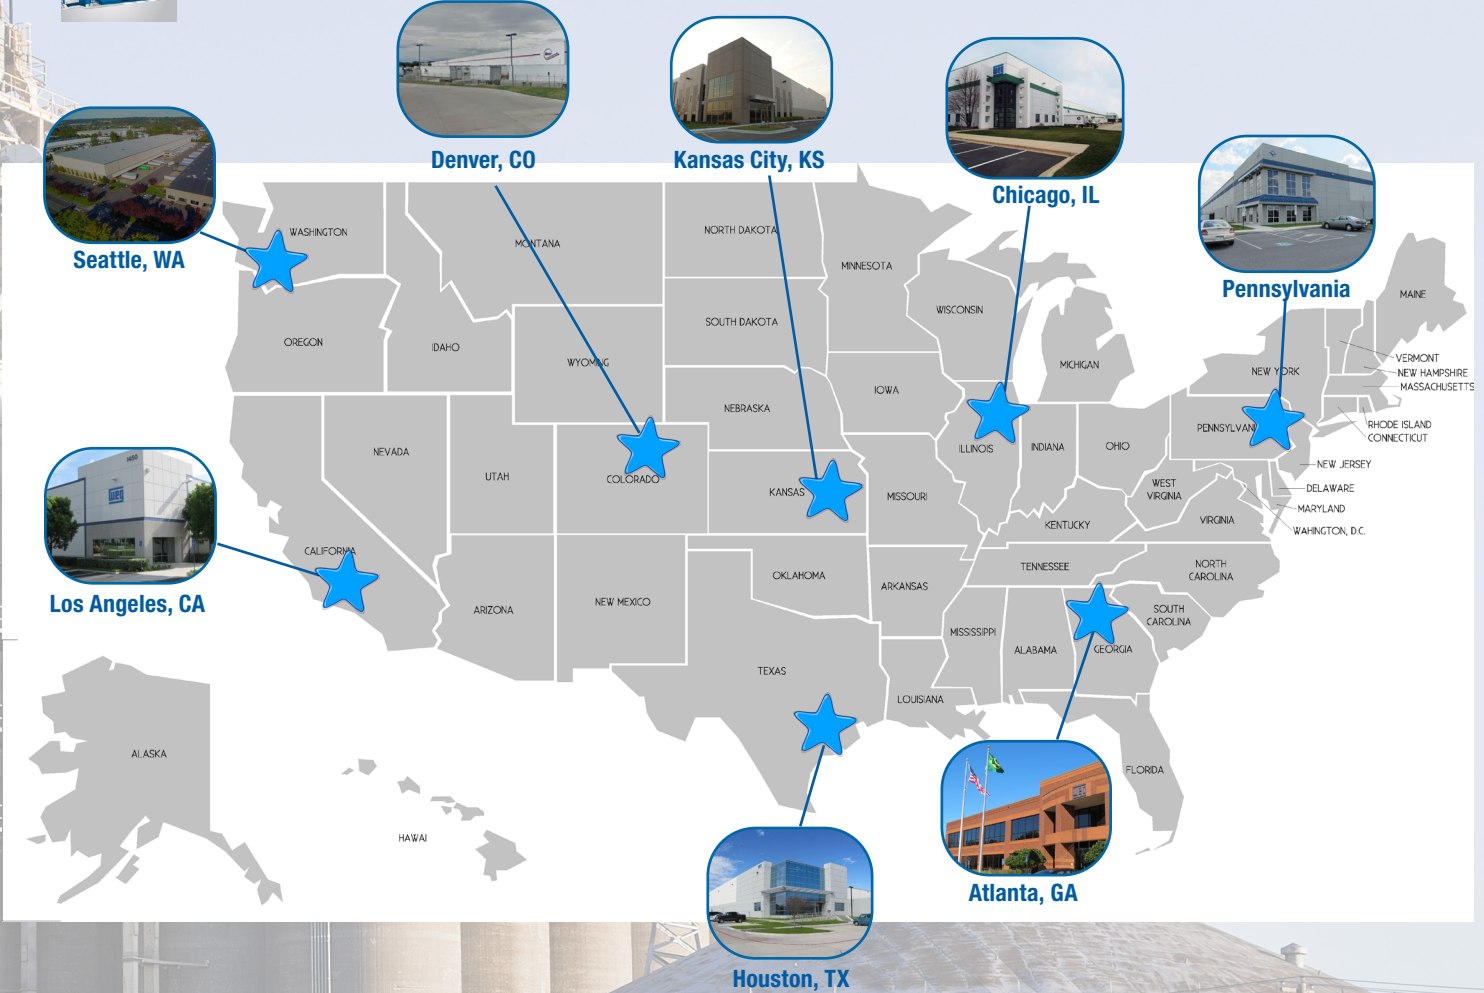 Denver, CO
Kansas City, KS
Chicago, IL
Pennsylvania
Seattle, WA
WASHINGTON
MONTANA
NORTH DAKOTA
MINNESOTA
WISCONSIN
MAINE
OREGON
IDAHO
SOUTH DAKOTA
WYOMING
MICHIGAN
VERMONT
NEW YORK
NEW HAMPSHIRE
MASSACHUSETTS
IOWA
NEBRASKA
RHODE ISLAND
CONNECTICUT
PENNSYLVANI
NEVADA
ILLINOIS
INDIANA
OHIO
NEW JERSEY
UTAH
COLORADO
KANSAS
MISSOURI
WEST
VIRGINIA
DELAWARE
MARYLAND
VIRGINIA
KENTUCKY
WAHINGTON, D.C.
1450
weg
CALIFORNIA
Los Angeles, CA
TENNESSEE
NORTH
CAROLINA
OKLAHOMA
ARKANSAS
ARIZONA
NEW MEXICO
SOUTH
CAROLINA
MISSISSIPPI
ALABAMA
GEORGIA
TEXAS
LOUISIANA
ALASKA
FLORIDA
HAWAI
weg
Atlanta, GA
Houston, TX